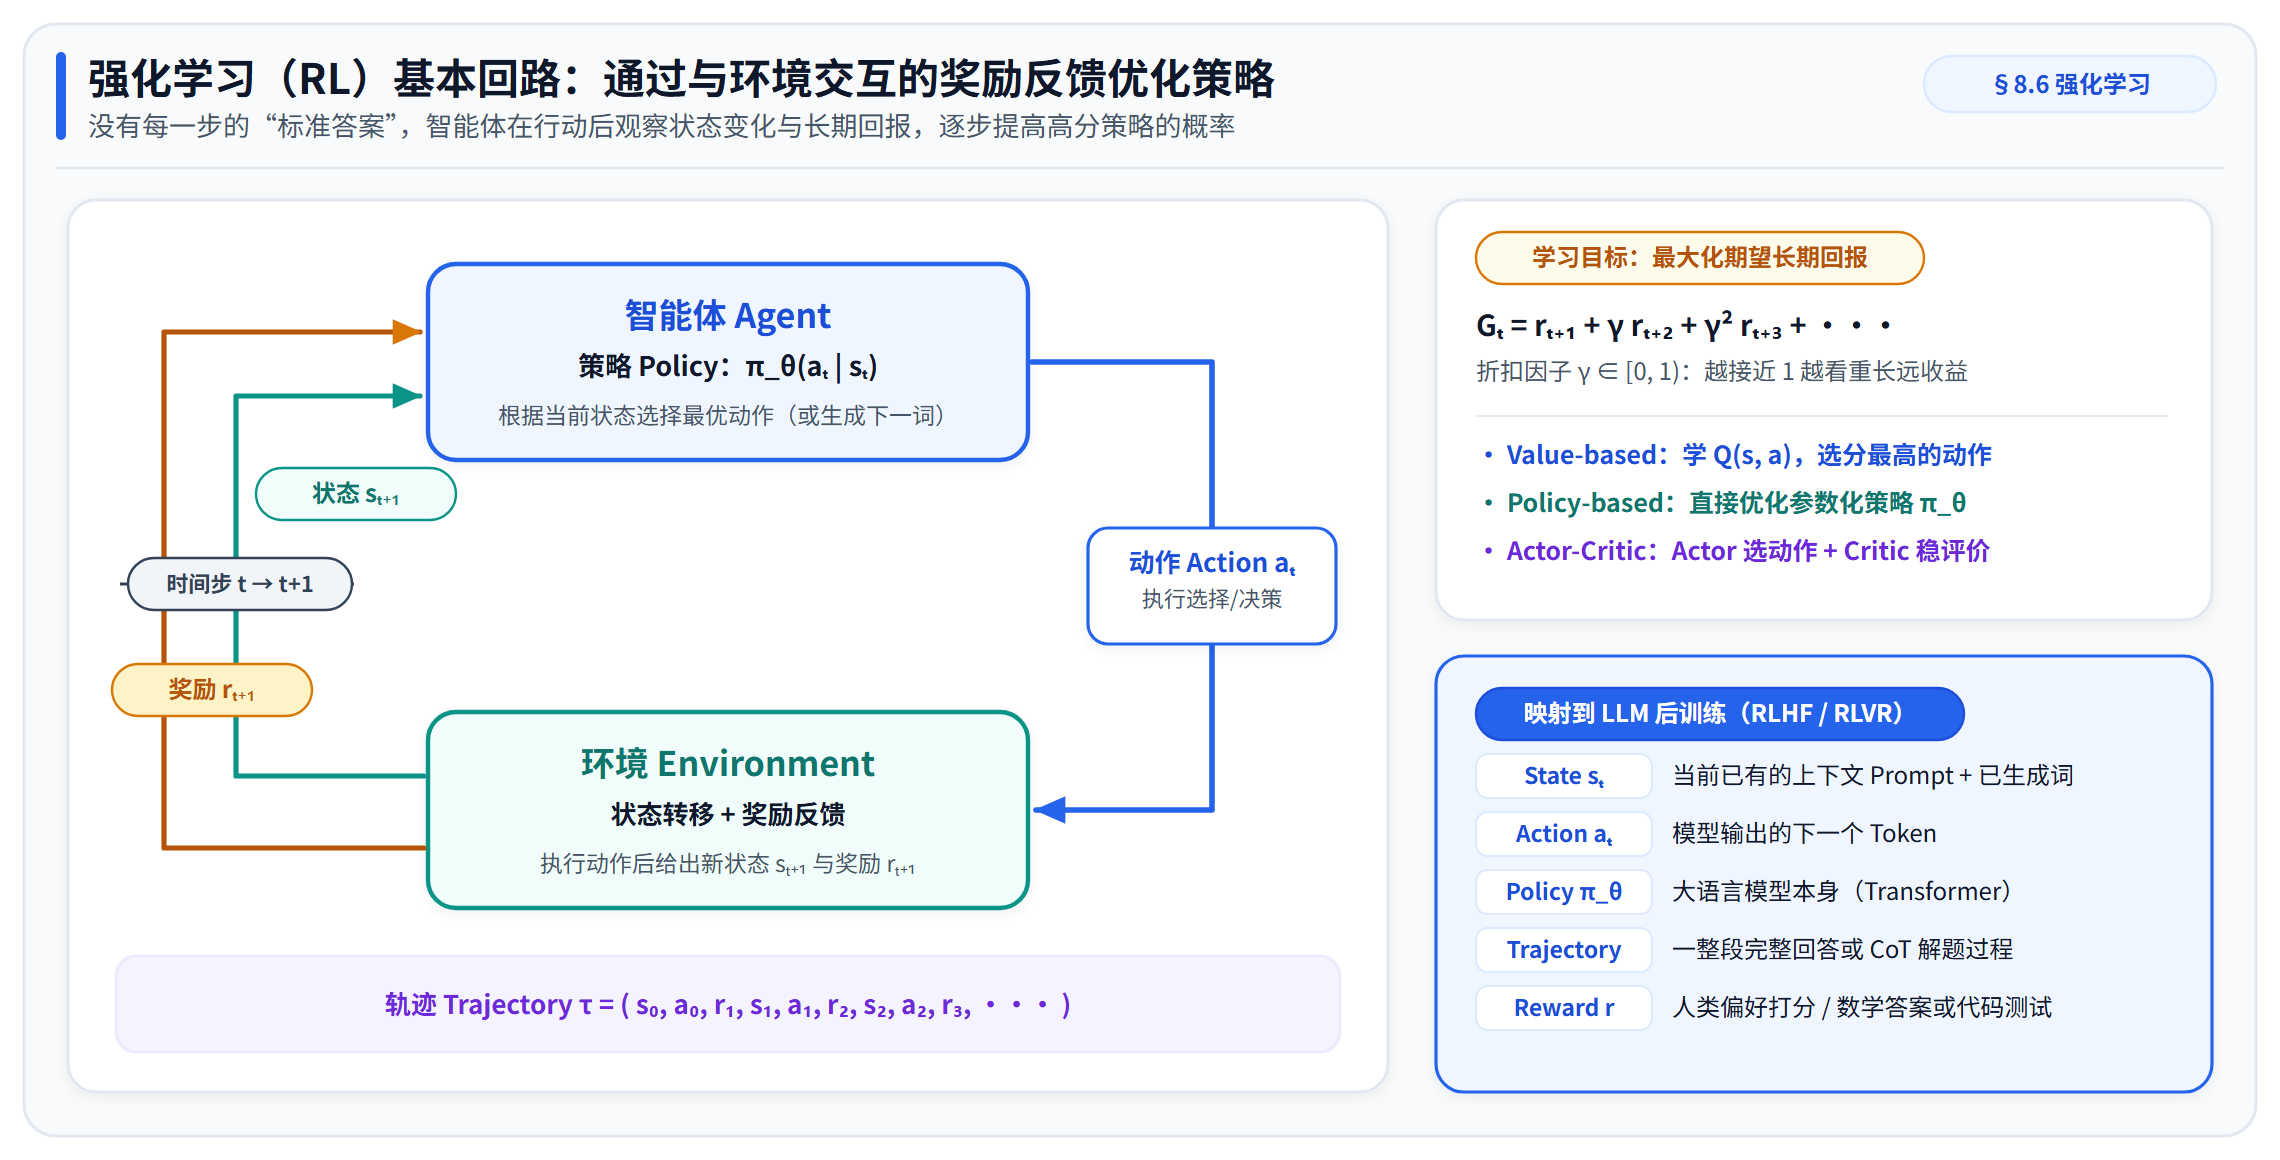 强化学习（RL）基本回路：通过与环境交互的奖励反馈优化策略
没有每一步的“标准答案”，智能体在行动后观察状态变化与长期回报，逐步提高高分策略的概率
§ 8.6 强化学习
智能体 Agent
策略 Policy：π_θ(aₜ | sₜ)
根据当前状态选择最优动作（或生成下一词）
状态 sₜ₊₁
时间步 t → t+1
奖励 rₜ₊₁
动作 Action aₜ
执行选择/决策
环境 Environment
状态转移 + 奖励反馈
执行动作后给出新状态 sₜ₊₁ 与奖励 rₜ₊₁
轨迹 Trajectory τ = ( s₀, a₀, r₁, s₁, a₁, r₂, s₂, a₂, r₃, · · · )
学习目标：最大化期望长期回报
Gₜ = rₜ₊₁ + γ rₜ₊₂ + γ² rₜ₊₃ + · · ·
折扣因子 γ ∈ [0, 1)：越接近 1 越看重长远收益
• Value-based：学 Q(s, a)，选分最高的动作
• Policy-based：直接优化参数化策略 π_θ
• Actor-Critic：Actor 选动作 + Critic 稳评价
映射到 LLM 后训练（RLHF / RLVR）
State sₜ 当前已有的上下文 Prompt + 已生成词
Action aₜ 模型输出的下一个 Token
Policy π_θ 大语言模型本身（Transformer）
Trajectory 一整段完整回答或 CoT 解题过程
Reward r 人类偏好打分 / 数学答案或代码测试